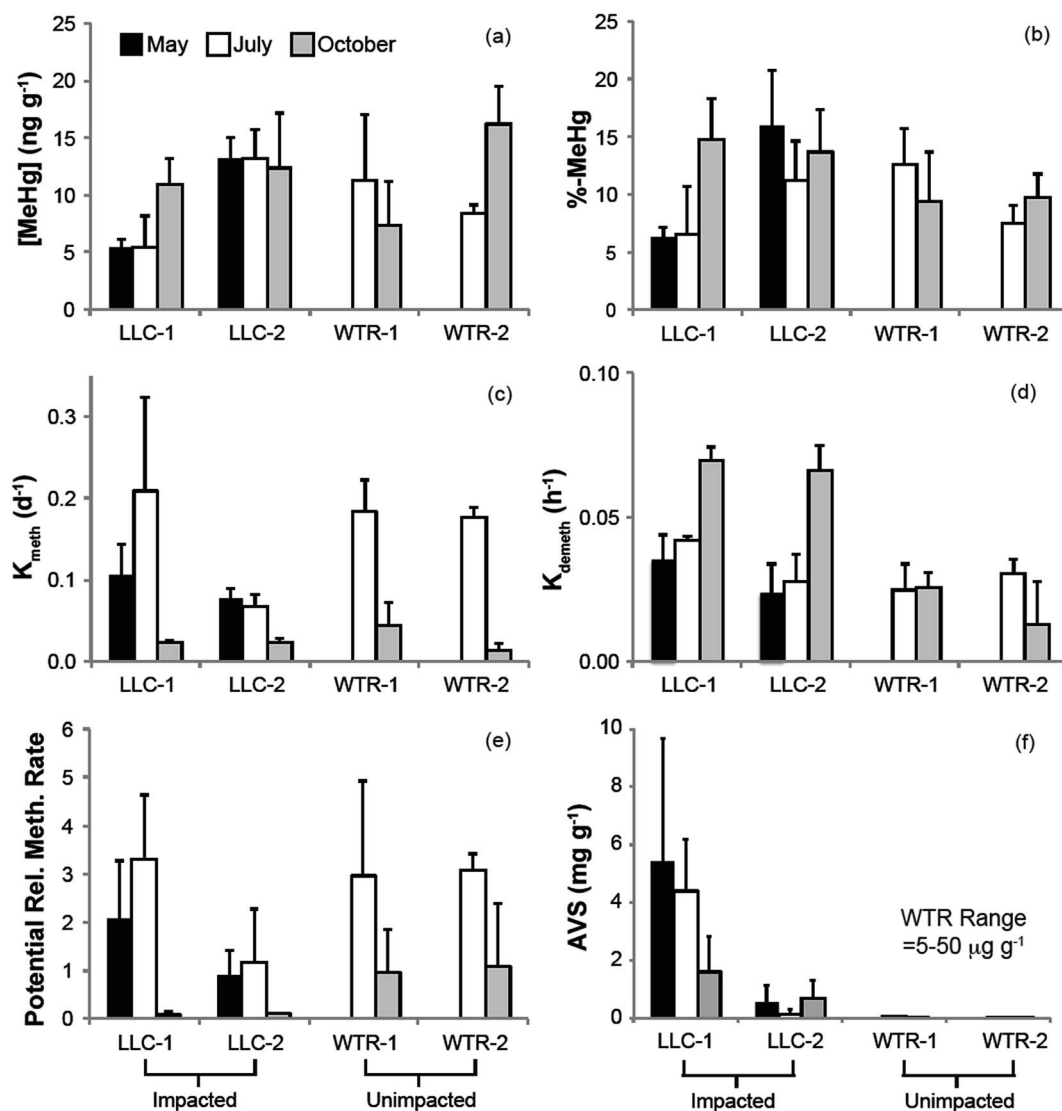 25
20
15
10
5
0
[MeHg] (ng g⁻¹)
May July October
(a)
LLC-1 LLC-2 WTR-1 WTR-2
25
20
15
10
5
0
%-MeHg
(b)
LLC-1 LLC-2 WTR-1 WTR-2
0.3
0.2
0.1
0.0
K_meth (d⁻¹)
(c)
LLC-1 LLC-2 WTR-1 WTR-2
0.10
0.05
0.00
K_demeth (h⁻¹)
(d)
LLC-1 LLC-2 WTR-1 WTR-2
6
5
4
3
2
1
0
Potential Rel. Meth. Rate
(e)
LLC-1 LLC-2 WTR-1 WTR-2
Impacted Unimpacted
10
8
6
4
2
0
AVS (mg g⁻¹)
(f)
WTR Range
=5-50 μg g⁻¹
LLC-1 LLC-2 WTR-1 WTR-2
Impacted Unimpacted